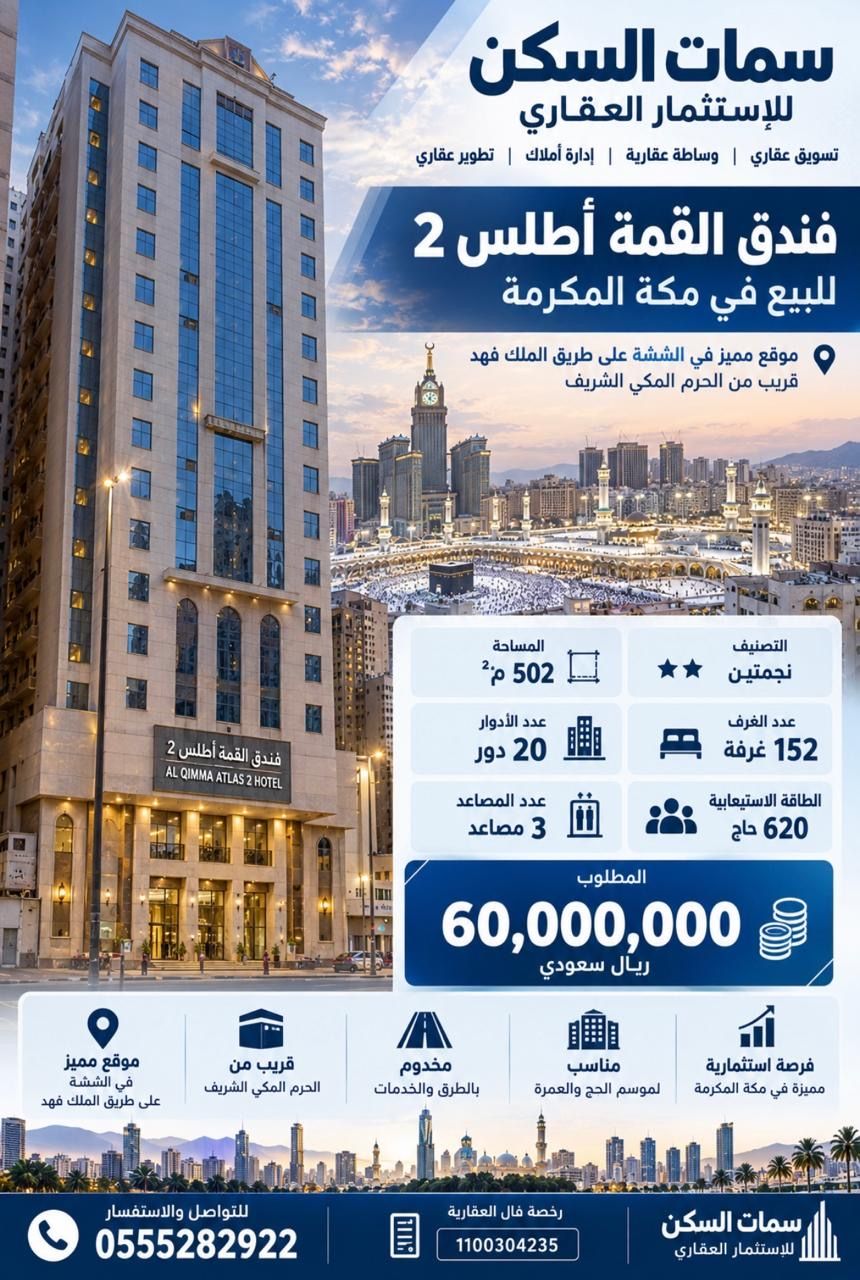 سمات السكن
للإستثمار العقاري
تسويق عقاري | وساطة عقارية | إدارة أملاك | تطوير عقاري
فندق القمة أطلس 2
للبيع في مكة المكرمة
موقع مميز في الششة على طريق الملك فهد
قريب من الحرم المكي الشريف
فندق القمة أطلس 2
AL QIMMA ATLAS 2 HOTEL
التصنيف
نجمتين
المساحة
502 م²
عدد الغرف
152 غرفة
عدد الأدوار
20 دور
الطاقة الاستيعابية
620 حاج
عدد المصاعد
3 مصاعد
المطلوب
60,000,000
ريال سعودي
فرصة استثمارية
مميزة في مكة المكرمة
مناسب
لموسم الحج والعمرة
مخدوم
بالطرق والخدمات
قريب من
الحرم المكي الشريف
موقع مميز
في الششة
على طريق الملك فهد
سمات السكن
للإستثمار العقاري
رخصة فال العقارية
1100304235
للتواصل والاستفسار
0555282922